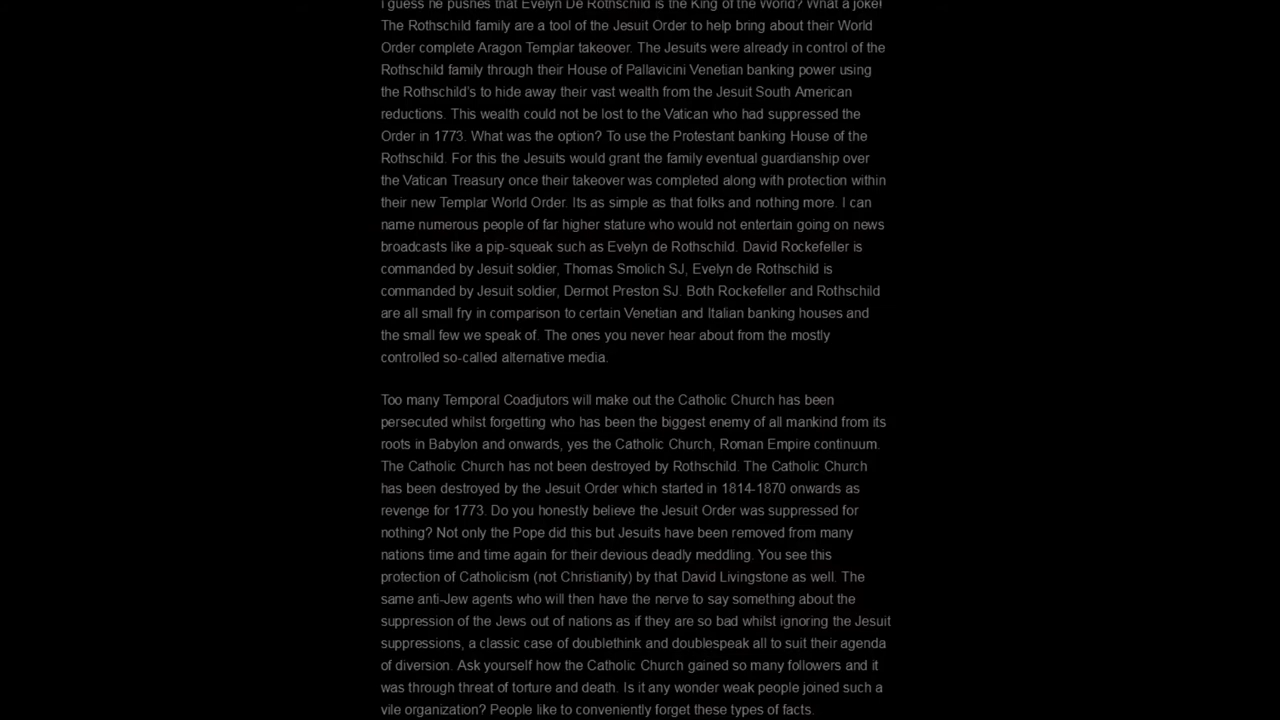 I guess he pushes that Evelyn De Rothschild is the King of the World? What a joke!
The Rothschild family are a tool of the Jesuit Order to help bring about their World
Order complete Aragon Templar takeover. The Jesuits were already in control of the
Rothschild family through their House of Pallavicini Venetian banking power using
the Rothschild's to hide away their vast wealth from the Jesuit South American
reductions. This wealth could not be lost to the Vatican who had suppressed the
Order in 1773. What was the option? To use the Protestant banking House of the
Rothschild. For this the Jesuits would grant the family eventual guardianship over
the Vatican Treasury once their takeover was completed along with protection within
their new Templar World Order. Its as simple as that folks and nothing more. I can
name numerous people of far higher stature who would not entertain going on news
broadcasts like a pip-squeak such as Evelyn de Rothschild. David Rockefeller is
commanded by Jesuit soldier, Thomas Smolich SJ, Evelyn de Rothschild is
commanded by Jesuit soldier, Dermot Preston SJ. Both Rockefeller and Rothschild
are all small fry in comparison to certain Venetian and Italian banking houses and
the small few we speak of. The ones you never hear about from the mostly
controlled so-called alternative media.
Too many Temporal Coadjutors will make out the Catholic Church has been
persecuted whilst forgetting who has been the biggest enemy of all mankind from its
roots in Babylon and onwards, yes the Catholic Church, Roman Empire continuum.
The Catholic Church has not been destroyed by Rothschild. The Catholic Church
has been destroyed by the Jesuit Order which started in 1814-1870 onwards as
revenge for 1773. Do you honestly believe the Jesuit Order was suppressed for
nothing? Not only the Pope did this but Jesuits have been removed from many
nations time and time again for their devious deadly meddling. You see this
protection of Catholicism (not Christianity) by that David Livingstone as well. The
same anti-Jew agents who will then have the nerve to say something about the
suppression of the Jews out of nations as if they are so bad whilst ignoring the Jesuit
suppressions, a classic case of doublethink and doublespeak all to suit their agenda
of diversion. Ask yourself how the Catholic Church gained so many followers and it
was through threat of torture and death. Is it any wonder weak people joined such a
vile organization? People like to conveniently forget these types of facts.